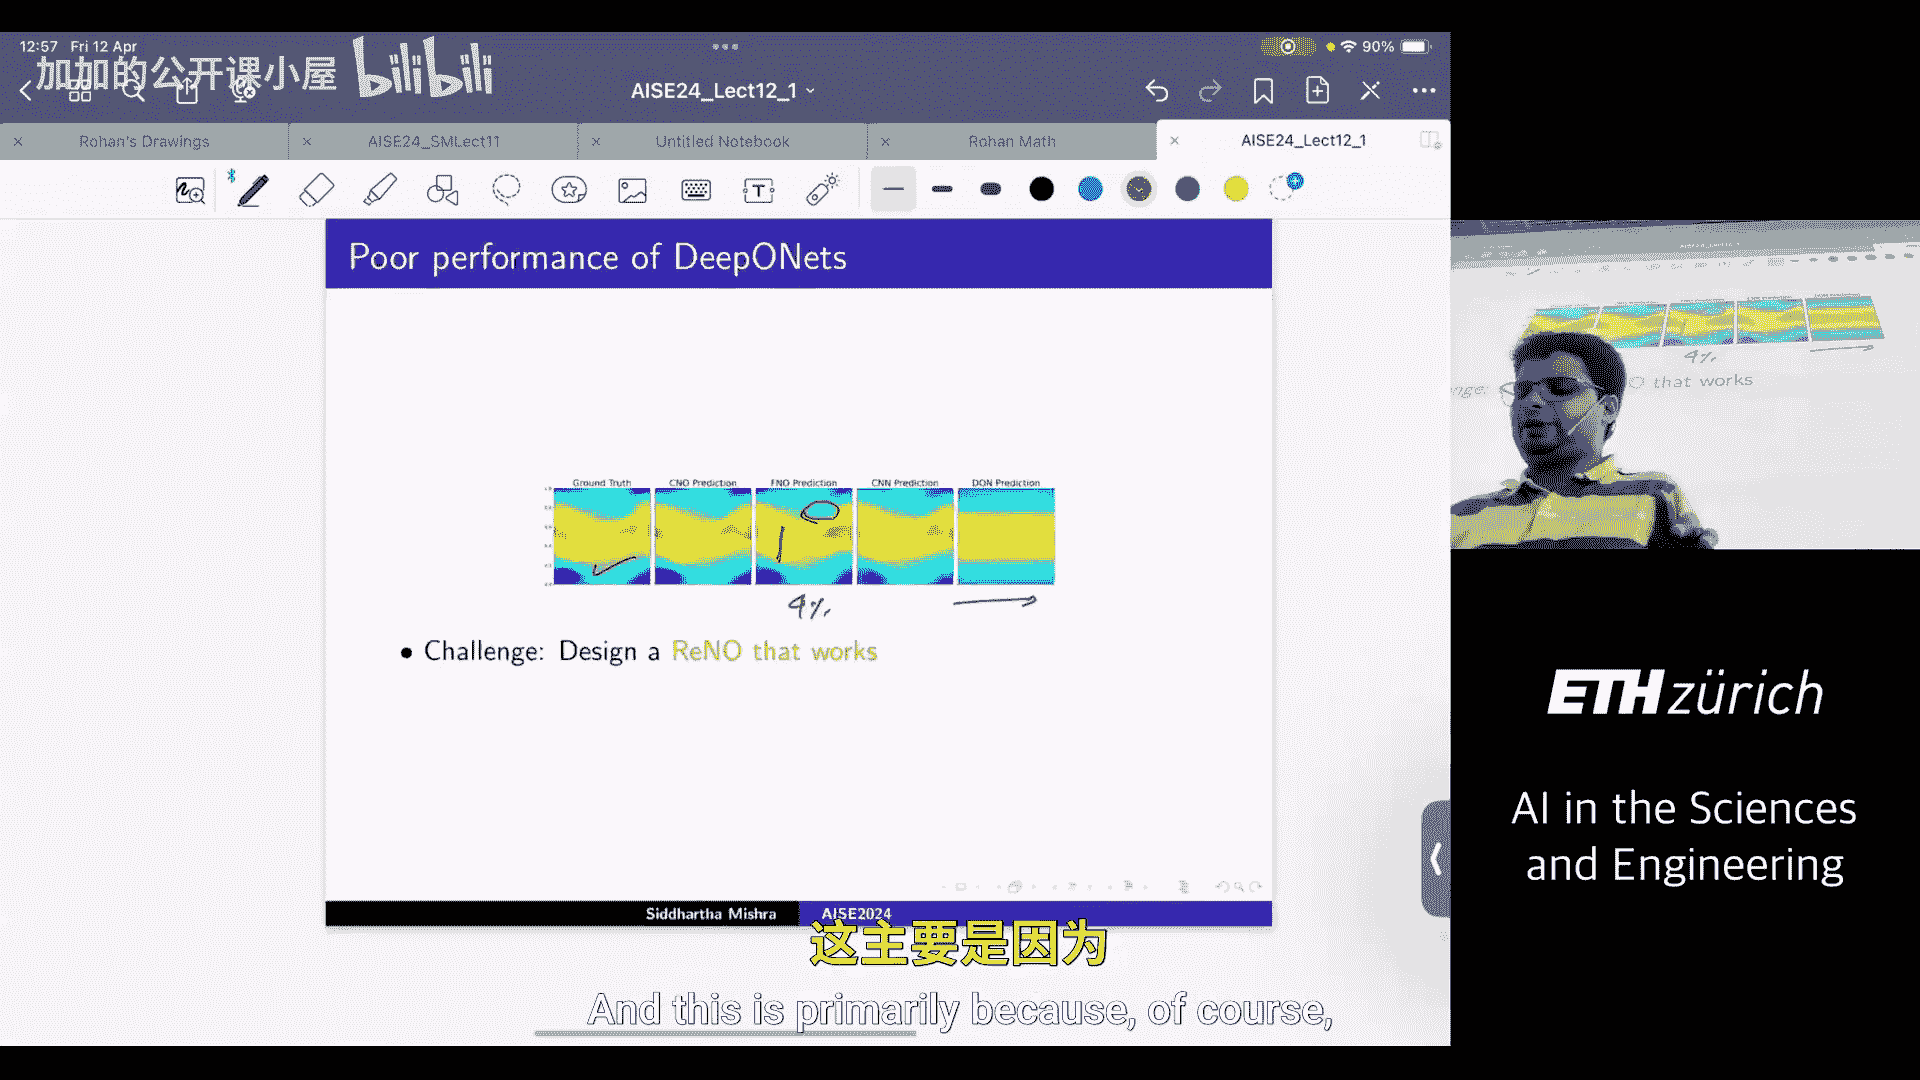 12:57 Fri 12 Apr
90%
加加的公开课小屋 bilibili
AISE24_Lect12_1
Rohan's Drawings
AISE24_SMLect11
Untitled Notebook
Rohan Math
AISE24_Lect12_1
Poor performance of DeepONets
Ground Truth
CNO Prediction
FNO Prediction
CNN Prediction
DON Prediction
4%
Challenge: Design a ReNO that works
Siddhartha Mishra
AISE2024
4%
O that works
ETH zürich
AI in the Sciences
and Engineering
这主要是因为
And this is primarily because, of course,